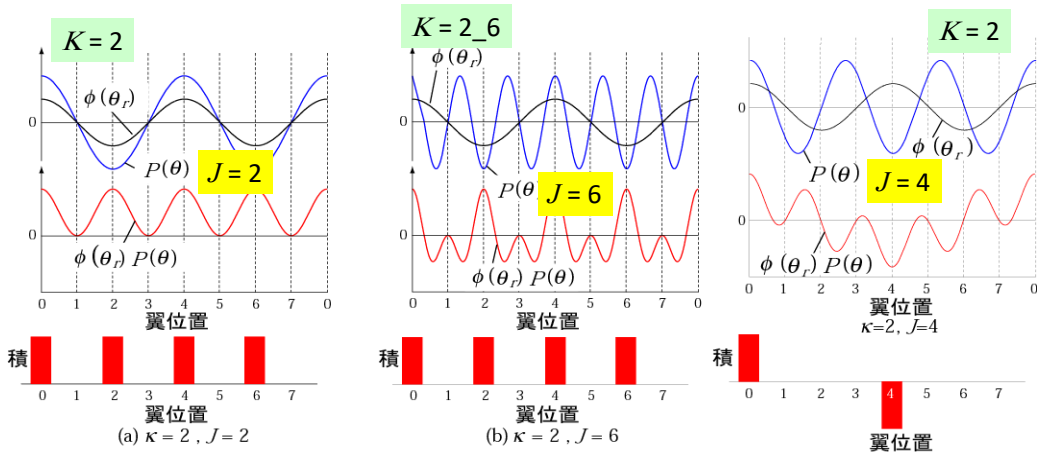 K = 2
ϕ(θr)
0
P(θ)
J = 2
0
ϕ(θr) P(θ)
0 1 2 3 4 5 6 7 0
翼位置
積
0 1 2 3 4 5 6 7
翼位置
(a) κ = 2 , J = 2
K = 2_6
ϕ(θr)
0
P(θ)
J = 6
0
ϕ(θr) P(θ)
0 1 2 3 4 5 6 7 0
翼位置
積
0 1 2 3 4 5 6 7
翼位置
(b) κ = 2 , J = 6
K = 2
0
ϕ(θr)
P(θ)
J = 4
0
ϕ(θr) P(θ)
0 1 2 3 4 5 6 7 0
翼位置
κ=2, J=4
積
0 1 2 3 4 5 6 7
翼位置